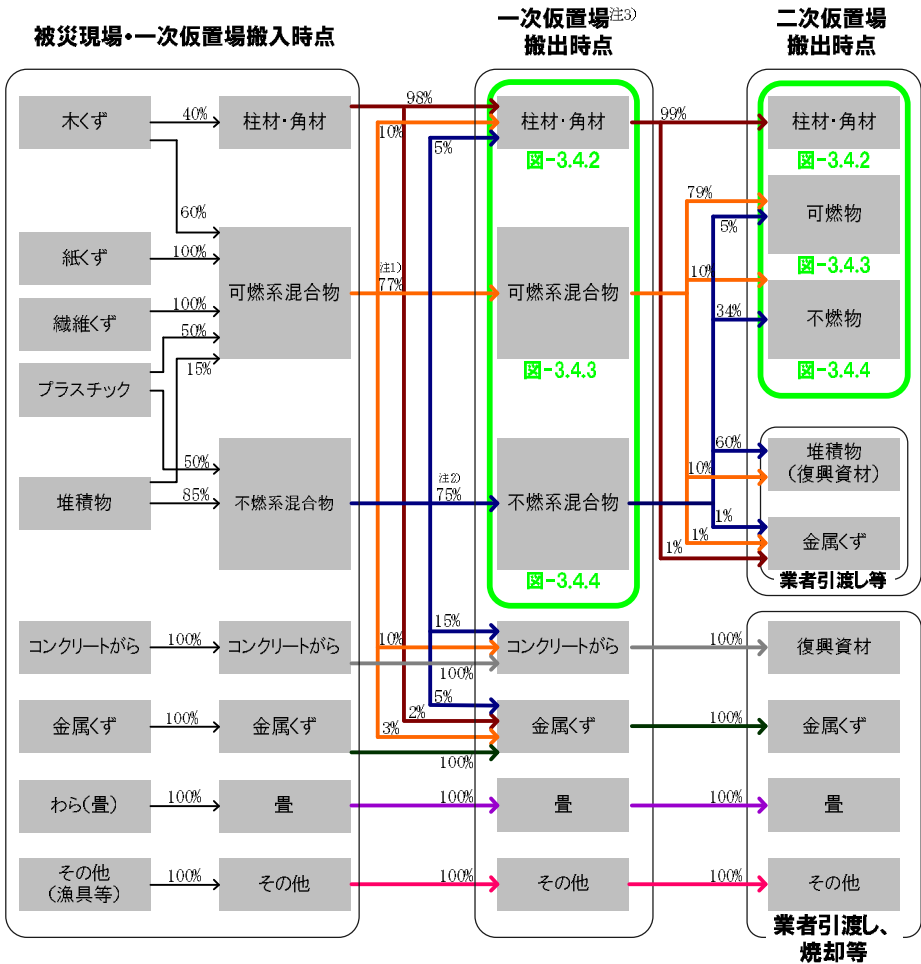 被災現場・一次仮置場搬入時点
一次仮置場注3)
搬出時点
二次仮置場
搬出時点
木くず
40%
柱材・角材
60%
紙くず
100%
繊維くず
100%
可燃系混合物
プラスチック
50%
15%
50%
堆積物
85%
不燃系混合物
コンクリートがら
100%
コンクリートがら
金属くず
100%
金属くず
わら(畳)
100%
畳
その他
(漁具等)
100%
その他
98%
10%
5%
柱材・角材
図-3.4.2
注1)
77%
可燃系混合物
図-3.4.3
注2)
75%
不燃系混合物
図-3.4.4
15%
10%
100%
コンクリートがら
5%
2%
3%
100%
金属くず
100%
畳
100%
その他
99%
柱材・角材
図-3.4.2
79%
5%
可燃物
図-3.4.3
10%
34%
不燃物
図-3.4.4
60%
10%
堆積物
(復興資材)
1%
1%
1%
金属くず
業者引渡し等
100%
復興資材
100%
金属くず
100%
畳
100%
その他
業者引渡し、
焼却等